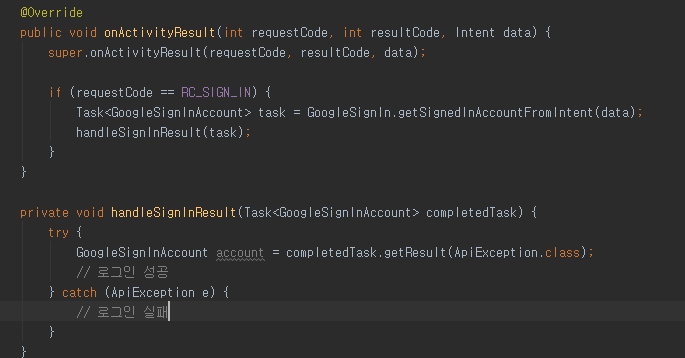 @Override
public void onActivityResult(int requestCode, int resultCode, Intent data) {
super.onActivityResult(requestCode, resultCode, data);
if (requestCode == RC_SIGN_IN) {
Task<GoogleSignInAccount> task = GoogleSignIn.getSignedInAccountFromIntent(data);
handleSignInResult(task);
}
}
private void handleSignInResult(Task<GoogleSignInAccount> completedTask) {
try {
GoogleSignInAccount account = completedTask.getResult(ApiException.class);
// 로그인 성공
} catch (ApiException e) {
// 로그인 실패
}
}